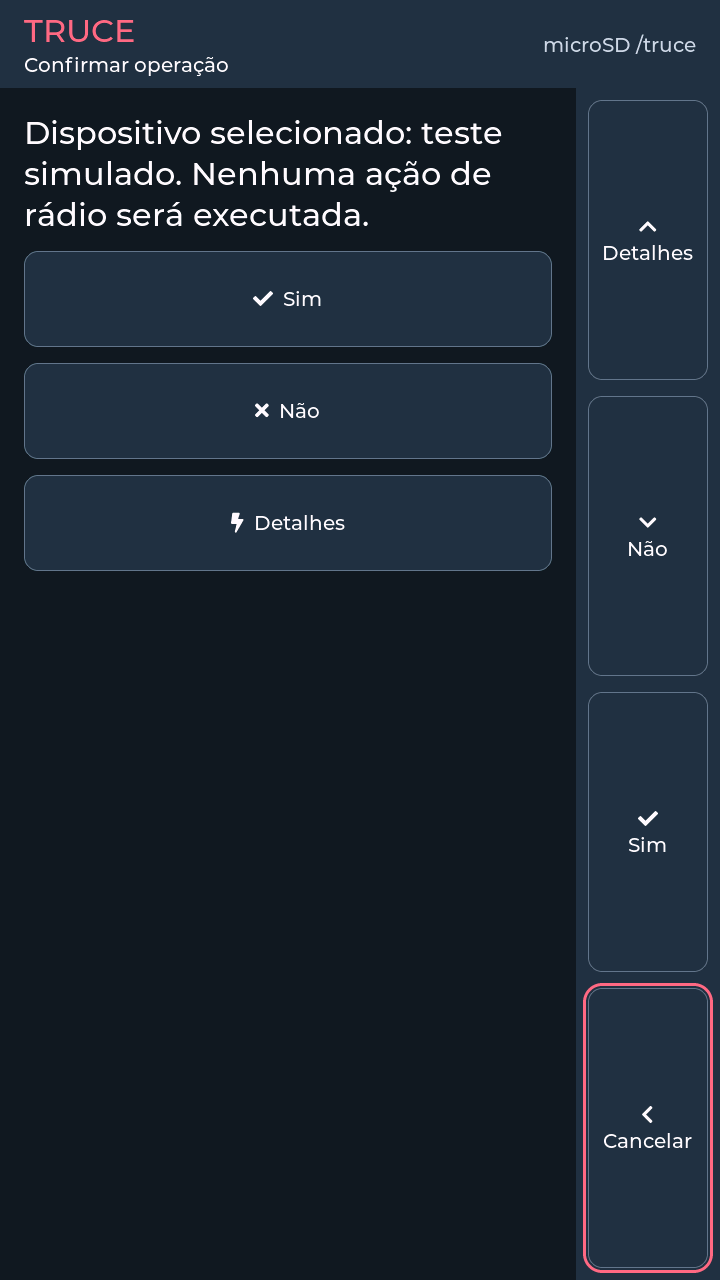 TRUCE
Confirmar operação
microSD /truce
Dispositivo selecionado: teste
simulado. Nenhuma ação de
rádio será executada.
Sim
Não
Detalhes
Detalhes
Não
Sim
Cancelar